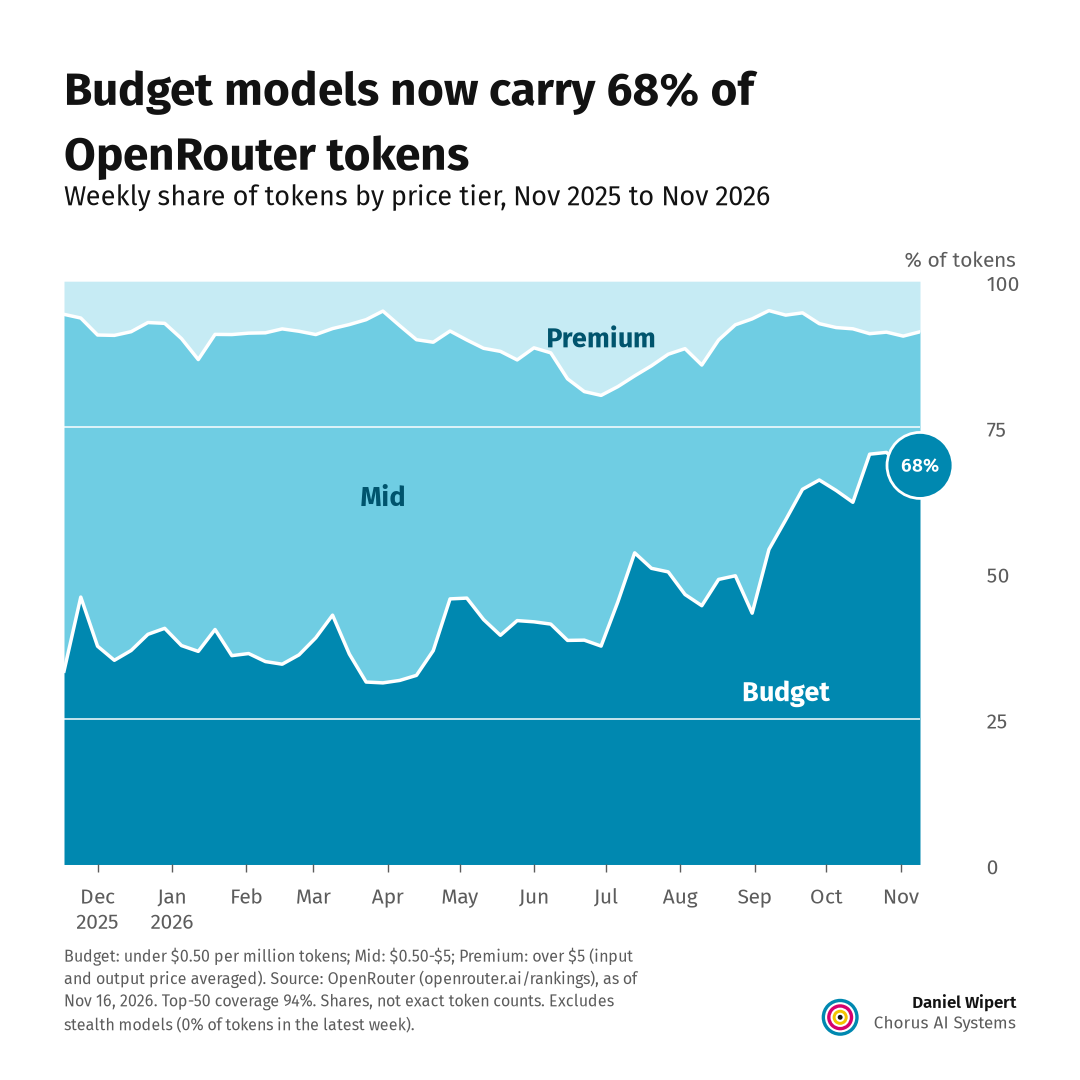 Budget models now carry 68% of
OpenRouter tokens
Weekly share of tokens by price tier, Nov 2025 to Nov 2026
% of tokens
100
Premium
75
68%
Mid
50
Budget
25
0
Dec Jan Feb Mar Apr May Jun Jul Aug Sep Oct Nov
2025 2026
Budget: under $0.50 per million tokens; Mid: $0.50-$5; Premium: over $5 (input
and output price averaged). Source: OpenRouter (openrouter.ai/rankings), as of
Nov 16, 2026. Top-50 coverage 94%. Shares, not exact token counts. Excludes
stealth models (0% of tokens in the latest week).
Daniel Wipert
Chorus AI Systems